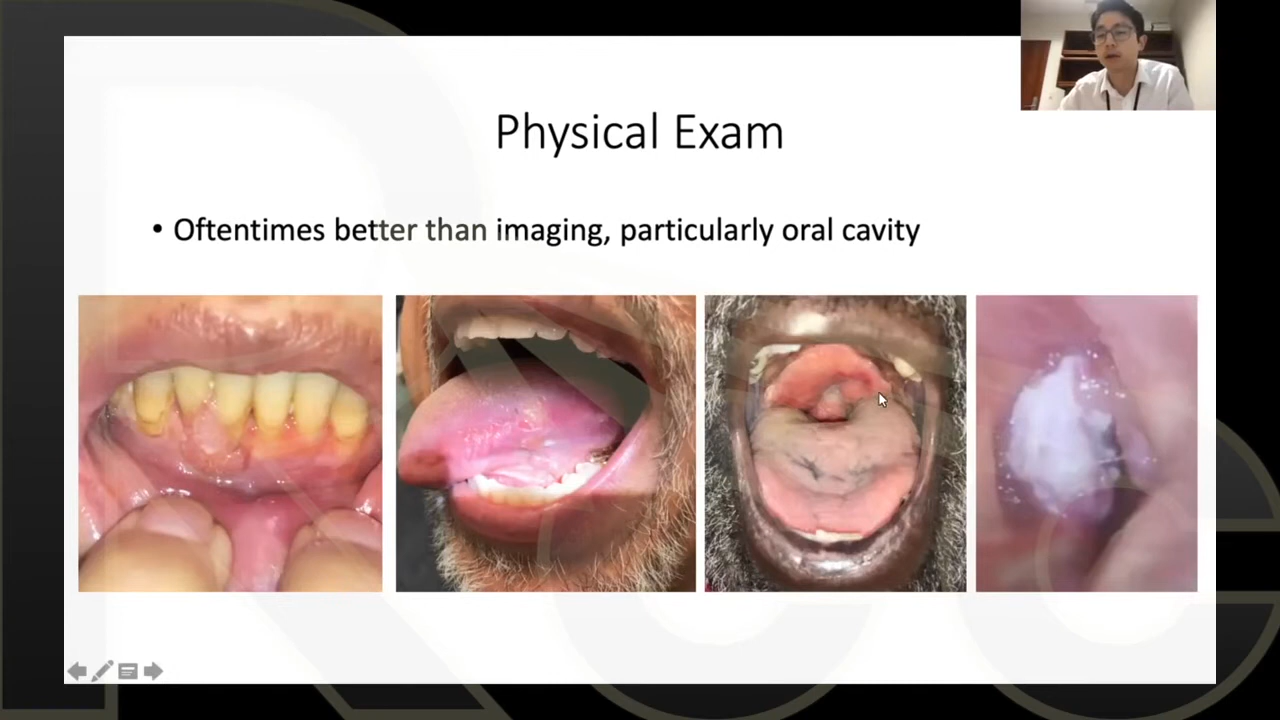 Physical Exam
• Oftentimes better than imaging, particularly oral cavity